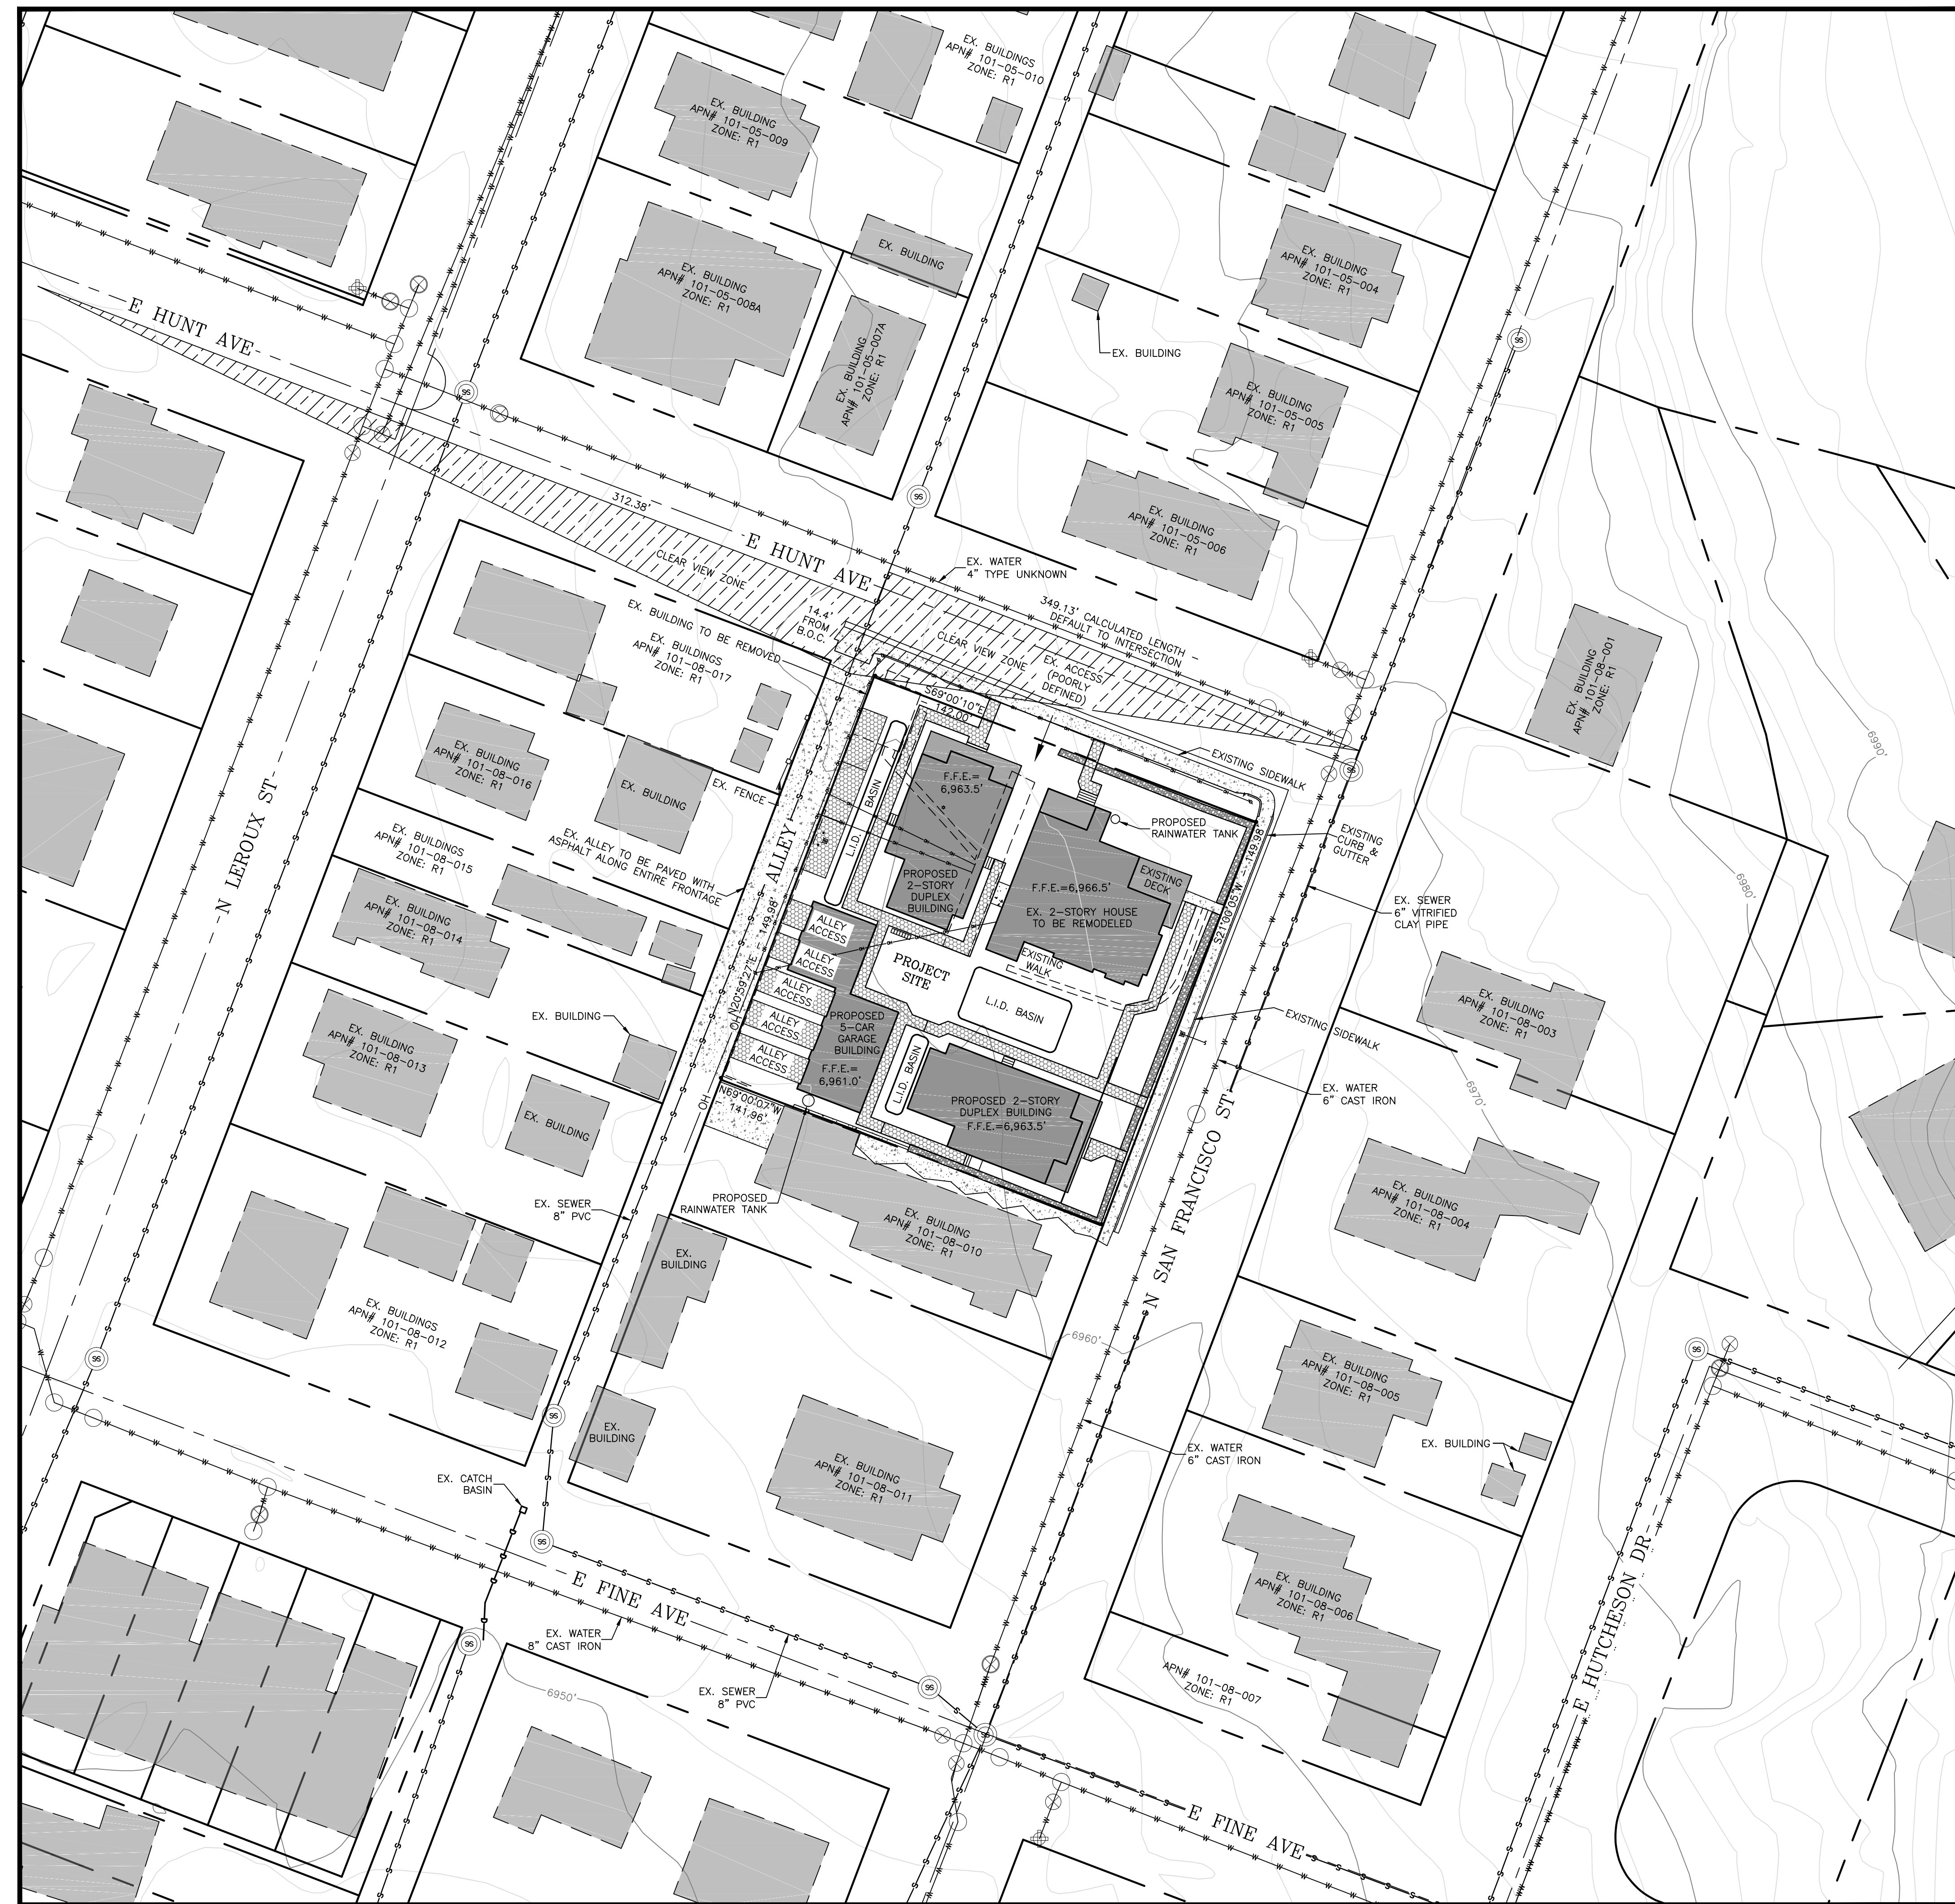 EX. BUILDINGS
APN# 101-05-010
ZONE: R1
EX. BUILDING
APN# 101-05-009
ZONE: R1
EX. BUILDING
EX. BUILDING
APN# 101-05-004
ZONE: R1
EX. BUILDING
APN# 101-05-008A
ZONE: R1
E HUNT AVE
EX. BUILDING
APN# 101-05-007A
ZONE: R1
EX. BUILDING
EX. BUILDING
APN# 101-05-005
ZONE: R1
312.38'
EX. BUILDING
APN# 101-05-006
ZONE: R1
E HUNT AVE
CLEAR VIEW ZONE
EX. WATER
4" TYPE UNKNOWN
14.4'
FROM
B.O.C.
349.13' CALCULATED LENGTH -
DEFAULT TO INTERSECTION
EX. BUILDING TO BE REMOVED
CLEAR VIEW ZONE
EX. BUILDINGS
APN# 101-08-017
ZONE: R1
EX. ACCESS
(POORLY
DEFINED)
EX. BUILDING
APN# 101-08-001
ZONE: R1
S69°00'10"E
142.00'
6990'
EXISTING SIDEWALK
EX. BUILDING
APN# 101-08-016
ZONE: R1
EX. BUILDING
EX. FENCE
F.F.E.=
6,963.5'
L.I.D. BASIN
PROPOSED
RAINWATER TANK
EXISTING
CURB &
GUTTER
EX. BUILDINGS
APN# 101-08-015
ZONE: R1
EX. ALLEY TO BE PAVED WITH
ASPHALT ALONG ENTIRE FRONTAGE
ALLEY
N LEROUX ST
PROPOSED
2-STORY
DUPLEX
BUILDING
F.F.E.=6,966.5'
EX. 2-STORY HOUSE
TO BE REMODELED
EXISTING
DECK
S21°00'05"W
149.98'
6980'
EX. SEWER
6" VITRIFIED
CLAY PIPE
EX. BUILDING
APN# 101-08-014
ZONE: R1
N20°59'27"E
149.98'
ALLEY
ACCESS
ALLEY
ACCESS
ALLEY
ACCESS
ALLEY
ACCESS
ALLEY
ACCESS
PROJECT
SITE
EXISTING
WALK
L.I.D. BASIN
EX. BUILDING
APN# 101-08-003
ZONE: R1
EXISTING SIDEWALK
EX. BUILDING
OH
OH
EX. BUILDING
APN# 101-08-013
ZONE: R1
PROPOSED
5-CAR
GARAGE
BUILDING
F.F.E.=
6,961.0'
L.I.D. BASIN
EX. WATER
6" CAST IRON
6970'
N69°00'07"W
141.96'
PROPOSED 2-STORY
DUPLEX BUILDING
F.F.E.=6,963.5'
EX. BUILDING
N SAN FRANCISCO ST
EX. SEWER
8" PVC
PROPOSED
RAINWATER TANK
EX. BUILDING
APN# 101-08-010
ZONE: R1
EX. BUILDING
APN# 101-08-004
ZONE: R1
EX.
BUILDING
EX. BUILDINGS
APN# 101-08-012
ZONE: R1
6960'
EX. BUILDING
APN# 101-08-005
ZONE: R1
EX.
BUILDING
EX. WATER
6" CAST IRON
EX. BUILDING
EX. CATCH
BASIN
EX. BUILDING
APN# 101-08-011
ZONE: R1
E FINE AVE
EX. BUILDING
APN# 101-08-006
ZONE: R1
E HUTCHESON DR
EX. WATER
8" CAST IRON
EX. SEWER
8" PVC
6950'
APN# 101-08-007
ZONE: R1
E FINE AVE